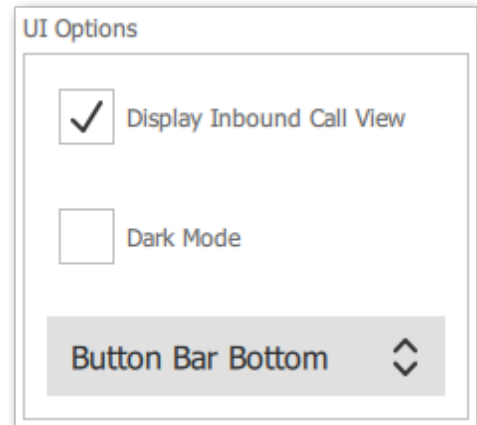 UI Options
Display Inbound Call View
Dark Mode
Button Bar Bottom